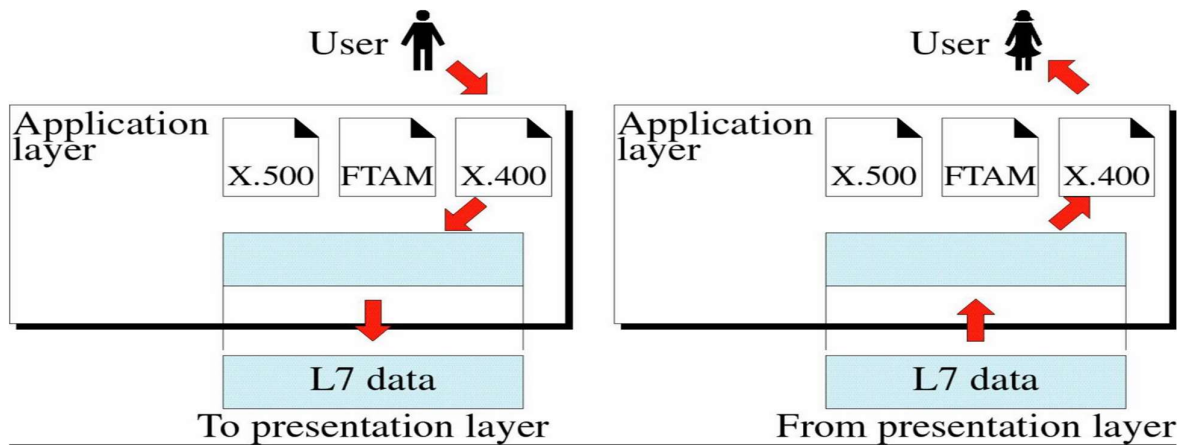 User
Application
layer
X.500 FTAM X.400
L7 data
To presentation layer
User
Application
layer
X.500 FTAM X.400
L7 data
From presentation layer